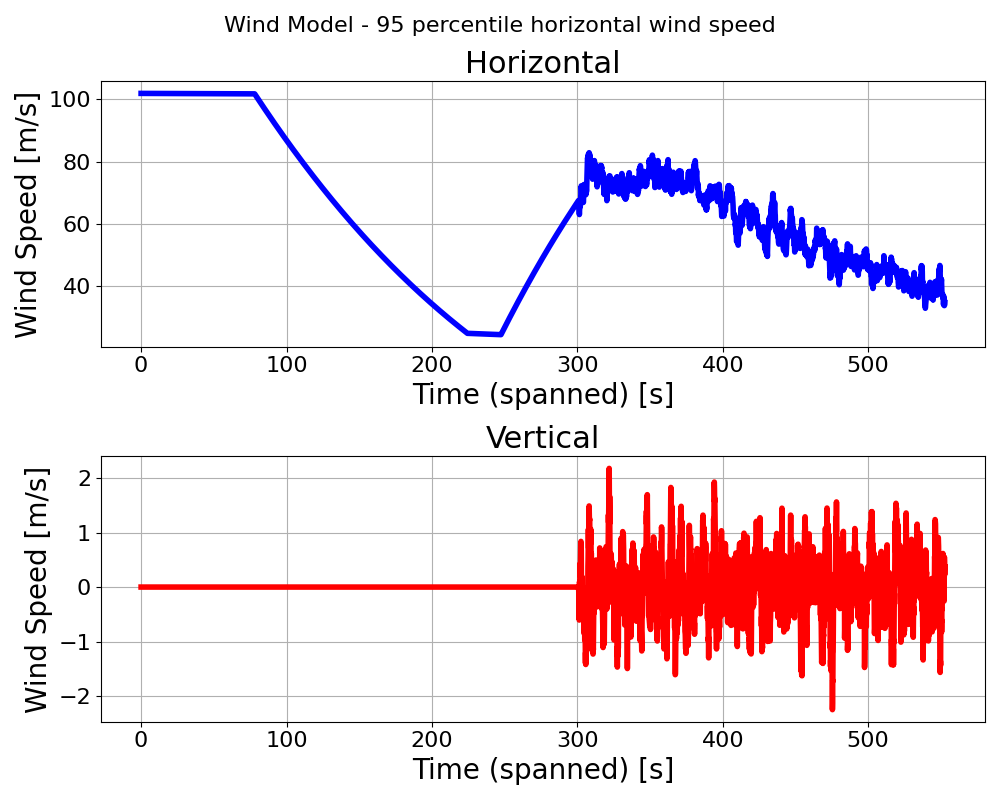 Wind Model - 95 percentile horizontal wind speed
Horizontal
Wind Speed [m/s]
100
80
60
40
0 100 200 300 400 500
Time (spanned) [s]
Vertical
Wind Speed [m/s]
2
1
0
−1
−2
0 100 200 300 400 500
Time (spanned) [s]